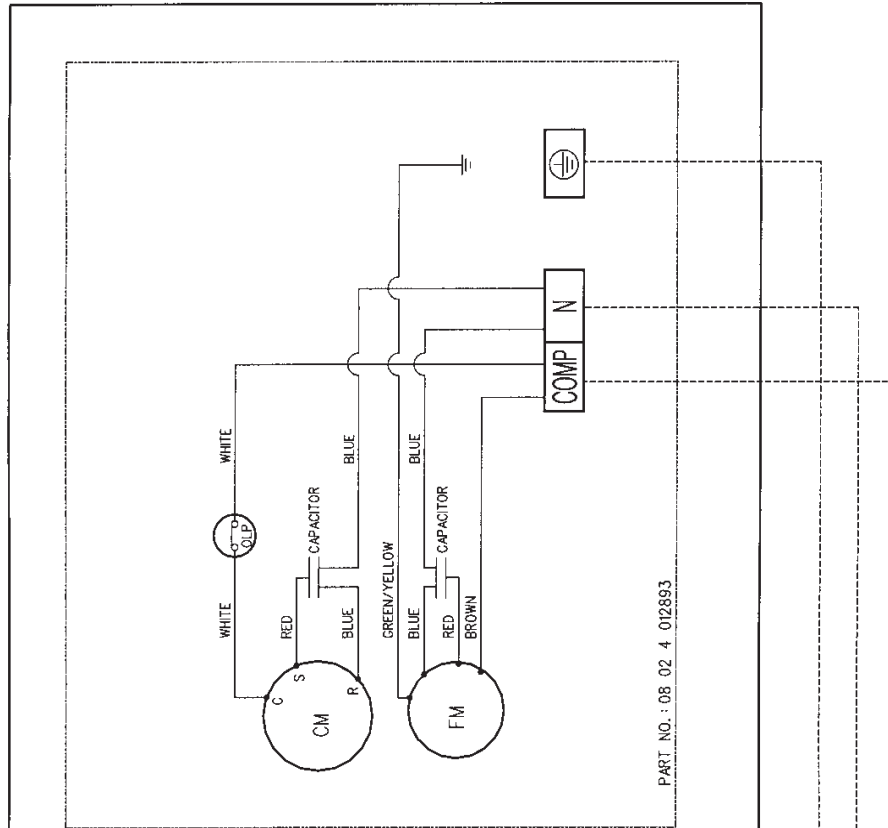 WHITE
OLP
WHITE
CAPACITOR
RED
BLUE
BLUE
C
S
R
CM
GREEN/YELLOW
BLUE
CAPACITOR
BLUE
RED
BROWN
FM
COMP
N
PART NO.: 08 02 4 012893